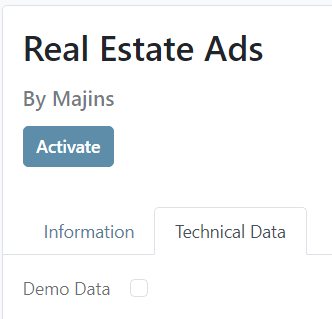 Real Estate Ads
By Majins
Activate
Information
Technical Data
Demo Data